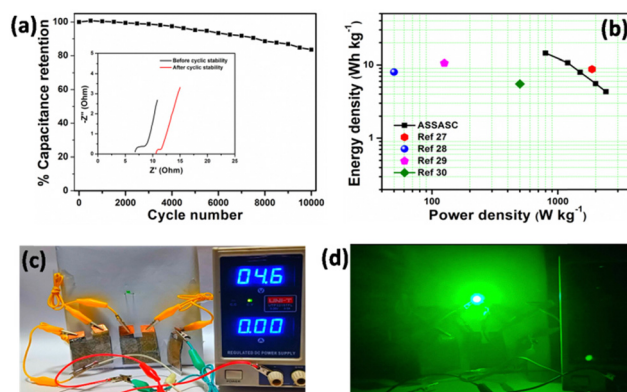 (a)
% Capacitance retention
100
80
60
40
20
0
0 2000 4000 6000 8000 10000
Cycle number
Before cyclic stability
After cyclic stability
-Z'' (Ohm)
5
4
3
2
1
0
0 5 10 15 20 25
Z' (Ohm)
(b)
Energy density (Wh kg-1)
10
1
ASSASC
Ref 27
Ref 28
Ref 29
Ref 30
100 1000
Power density (W kg-1)
(c)
04.6
UNI-T
0.00
REGULATED DC POWER SUPPLY
(d)